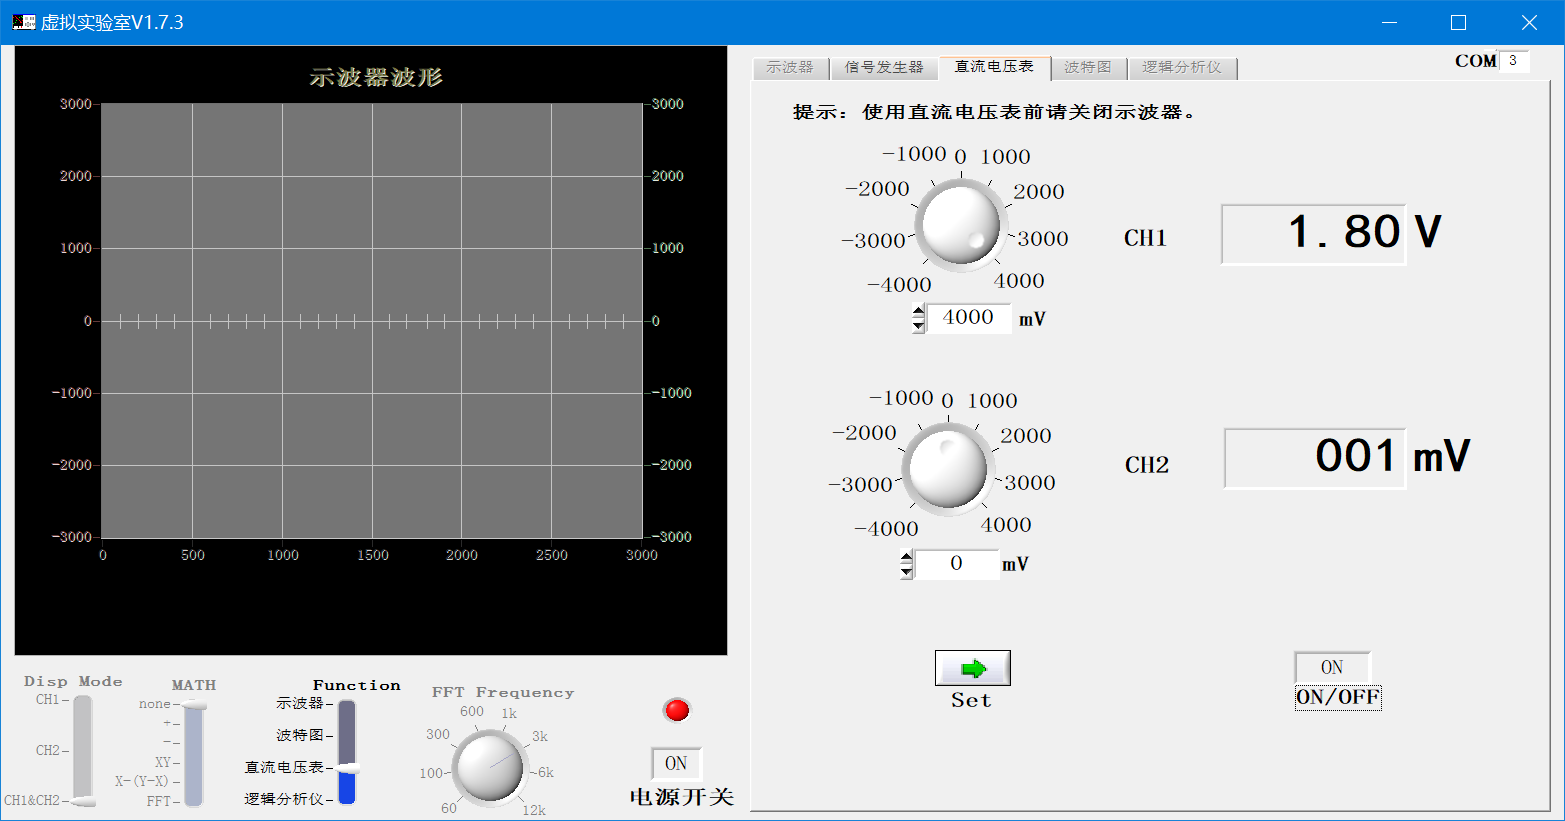 虚拟实验室V1.7.3
示波器波形
3000 3000
2000 2000
1000 1000
0 0
-1000 -1000
-2000 -2000
-3000 -3000
0 500 1000 1500 2000 2500 3000
Disp Mode
CH1
CH2
CH1&CH2
MATH
none
+
-
XY
X-(Y-X)
FFT
Function
示波器
波特图
直流电压表
逻辑分析仪
FFT Frequency
600 1k
300 3k
100 6k
60 12k
ON
电源开关
示波器 信号发生器 直流电压表 波特图 逻辑分析仪
COM 3
提示：使用直流电压表前请关闭示波器。
-1000 0 1000
-2000 2000
-3000 3000
-4000 4000
4000 mV
CH1
1.80 V
-1000 0 1000
-2000 2000
-3000 3000
-4000 4000
0 mV
CH2
001 mV
Set
ON
ON/OFF